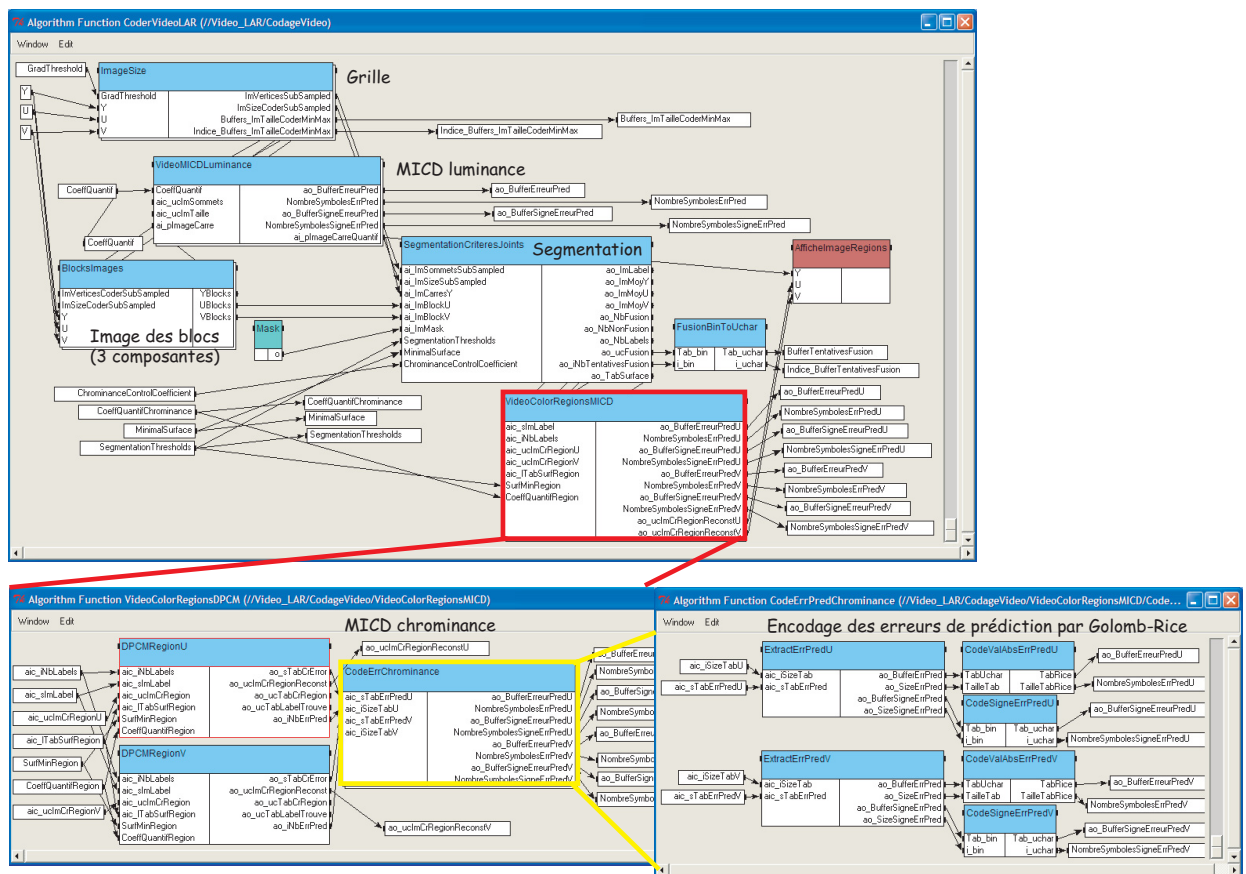 Algorithm Function CoderVideoLAR (//Video_LAR/CodageVideo)
Window Edit
GradThreshold
Y
U
V
ImageSize
GradThreshold
Y
U
V
ImVerticesSubSampled
ImSizeCoderSubSampled
Buffers_ImTailleCoderMinMax
Indice_Buffers_ImTailleCoderMinMax
Grille
Buffers_ImTailleCoderMinMax
Indice_Buffers_ImTailleCoderMinMax
VideoMICDLuminance
MICD luminance
CoeffQuantif
CoeffQuantif
aic_ucImSommets
aic_ucImTaille
ai_pImageCarre
ao_BufferErreurPred
NombreSymbolesErrPred
ao_BufferSigneErreurPred
NombreSymbolesSigneErrPred
ai_pImageCarreQuantif
ao_BufferErreurPred
NombreSymbolesErrPred
ao_BufferSigneErreurPred
NombreSymbolesSigneErrPred
CoeffQuantif
BlocksImages
ImVerticesCoderSubSampled
ImSizeCoderSubSampled
Y
U
V
YBlocks
UBlocks
VBlocks
Image des blocs
(3 composantes)
Mask
o
SegmentationCriteresJoints
Segmentation
ai_ImSommetsSubSampled
ai_ImSizeSubSampled
ai_ImCarresY
ai_ImBlockU
ai_ImBlockV
ai_ImMask
SegmentationThresholds
MinimalSurface
ChrominanceControlCoefficient
ao_ImLabel
ao_ImMoyY
ao_ImMoyU
ao_ImMoyV
ao_NbFusion
ao_NbNonFusion
ao_NbLabels
ao_ucFusion
ao_iNbTentativesFusion
ao_TabSurface
AfficheImageRegions
Y
U
V
FusionBinToUchar
Tab_bin
i_bin
Tab_uchar
i_uchar
BufferTentativesFusion
Indice_BufferTentativesFusion
ChrominanceControlCoefficient
CoeffQuantifChrominance
MinimalSurface
SegmentationThresholds
CoeffQuantifChrominance
MinimalSurface
SegmentationThresholds
VideoColorRegionsMICD
aic_sImLabel
aic_iNbLabels
aic_ucImCrRegionU
aic_ucImCrRegionV
aic_lTabSurfRegion
SurfMinRegion
CoeffQuantifRegion
ao_BufferErreurPredU
NombreSymbolesErrPredU
ao_BufferSigneErreurPredU
NombreSymbolesSigneErrPredU
ao_BufferErreurPredV
NombreSymbolesErrPredV
ao_BufferSigneErreurPredV
NombreSymbolesSigneErrPredV
ao_ucImCrRegionReconstU
ao_ucImCrRegionReconstV
ao_BufferErreurPredU
NombreSymbolesErrPredU
ao_BufferSigneErreurPredU
NombreSymbolesSigneErrPredU
ao_BufferErreurPredV
NombreSymbolesErrPredV
ao_BufferSigneErreurPredV
NombreSymbolesSigneErrPredV
Algorithm Function VideoColorRegionsDPCM (//Video_LAR/CodageVideo/VideoColorRegionsMICD)
Window Edit
MICD chrominance
aic_iNbLabels
aic_sImLabel
aic_ucImCrRegionU
aic_lTabSurfRegion
SurfMinRegion
CoeffQuantifRegion
aic_ucImCrRegionV
DPCMRegionU
aic_iNbLabels
aic_sImLabel
aic_ucImCrRegion
aic_lTabSurfRegion
SurfMinRegion
CoeffQuantifRegion
ao_sTabCrError
ao_ucImCrRegionReconst
ao_ucTabCrRegion
ao_ucTabLabelTrouve
ao_iNbErrPred
DPCMRegionV
aic_iNbLabels
aic_sImLabel
aic_ucImCrRegion
aic_lTabSurfRegion
SurfMinRegion
CoeffQuantifRegion
ao_sTabCrError
ao_ucImCrRegionReconst
ao_ucTabCrRegion
ao_ucTabLabelTrouve
ao_iNbErrPred
ao_ucImCrRegionReconstU
CodeErrChrominance
aic_sTabErrPredU
aic_iSizeTabU
aic_sTabErrPredV
aic_iSizeTabV
ao_BufferErreurPredU
NombreSymbolesErrPredU
ao_BufferSigneErreurPredU
NombreSymbolesSigneErrPredU
ao_BufferErreurPredV
NombreSymbolesErrPredV
ao_BufferSigneErreurPredV
NombreSymbolesSigneErrPredV
ao_BufferErreu
NombreSymbo
ao_BufferSign
NombreSymbo
ao_BufferErreu
NombreSymbo
ao_BufferSign
NombreSymbo
ao_ucImCrRegionReconstV
Algorithm Function CodeErrPredChrominance (//Video_LAR/CodageVideo/VideoColorRegionsMICD/Code...
Window Edit
Encodage des erreurs de prédiction par Golomb-Rice
aic_iSizeTabU
aic_sTabErrPredU
ExtractErrPredU
aic_iSizeTab
aic_sTabErrPred
ao_BufferErrPred
ao_SizeErrPred
ao_BufferSigneErrPred
ao_SizeSigneErrPred
CodeValAbsErrPredU
TabUchar
TailleTab
TabRice
TailleTabRice
ao_BufferErreurPredU
NombreSymbolesErrPredU
CodeSigneErrPredU
Tab_bin
i_bin
Tab_uchar
i_uchar
ao_BufferSigneErreurPredU
NombreSymbolesSigneErrPredU
aic_iSizeTabV
aic_sTabErrPredV
ExtractErrPredV
aic_iSizeTab
aic_sTabErrPred
ao_BufferErrPred
ao_SizeErrPred
ao_BufferSigneErrPred
ao_SizeSigneErrPred
CodeValAbsErrPredV
TabUchar
TailleTab
TabRice
TailleTabRice
ao_BufferErreurPredV
NombreSymbolesErrPredV
CodeSigneErrPredV
Tab_bin
i_bin
Tab_uchar
i_uchar
ao_BufferSigneErreurPredV
NombreSymbolesSigneErrPredV